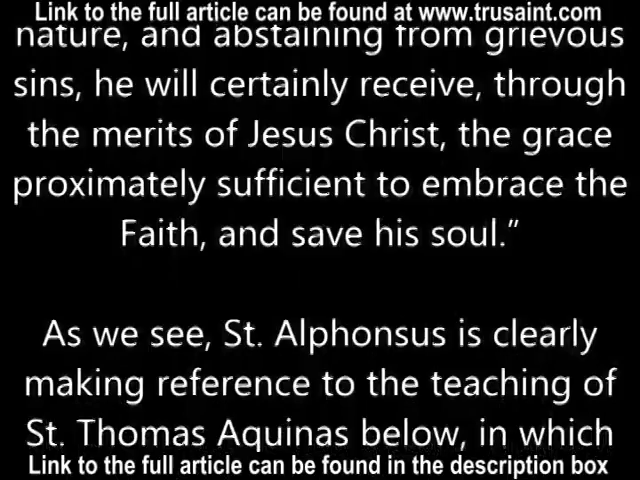 Link to the full article can be found at www.trusaint.com
nature, and abstaining from grievous
sins, he will certainly receive, through
the merits of Jesus Christ, the grace
proximately sufficient to embrace the
Faith, and save his soul.”
As we see, St. Alphonsus is clearly
making reference to the teaching of
St. Thomas Aquinas below, in which
Link to the full article can be found in the description box